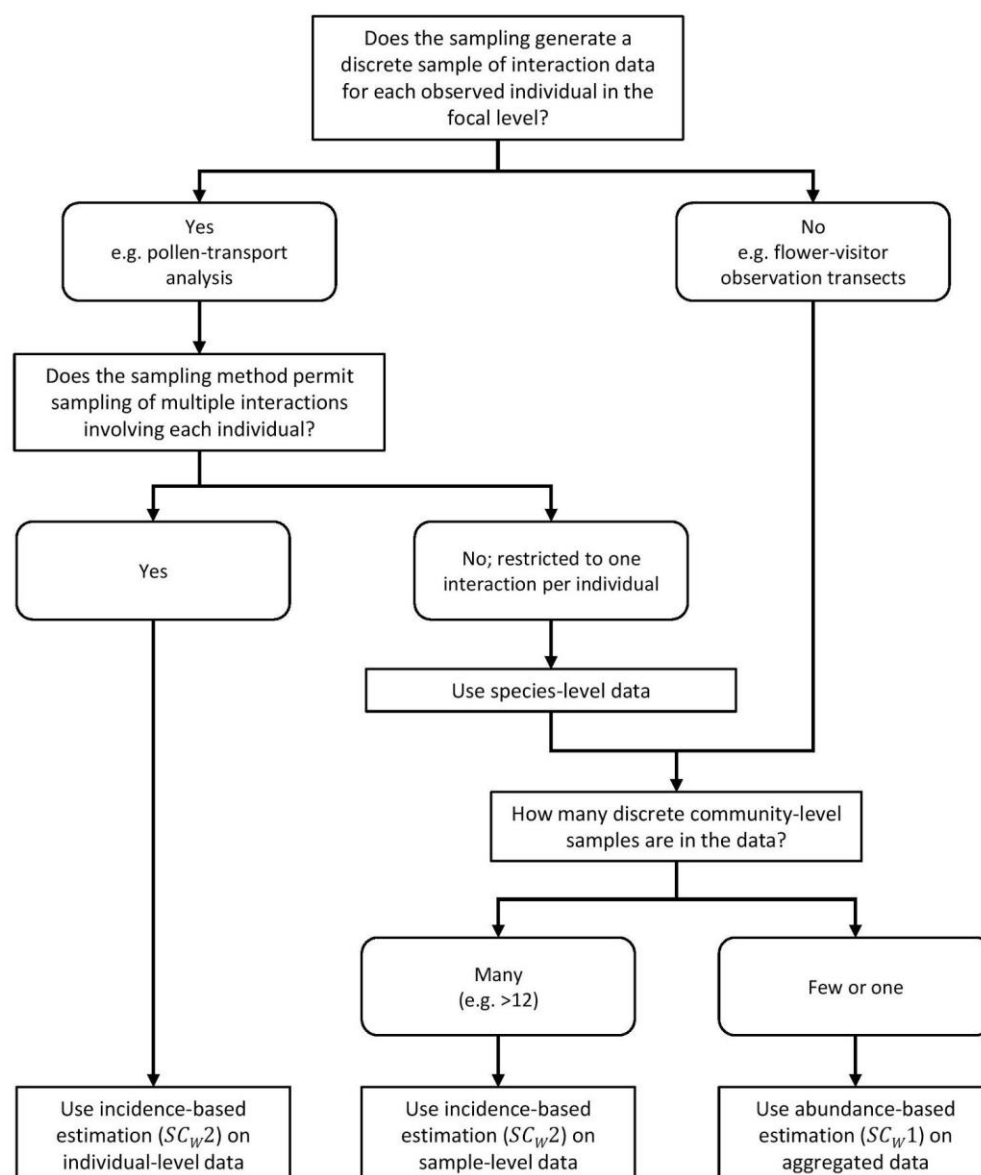 Does the sampling generate a
discrete sample of interaction data
for each observed individual in the
focal level?
Yes
e.g. pollen-transport
analysis
No
e.g. flower-visitor
observation transects
Does the sampling method permit
sampling of multiple interactions
involving each individual?
Yes
No; restricted to one
interaction per individual
Use species-level data
How many discrete community-level
samples are in the data?
Many
(e.g. >12)
Few or one
Use incidence-based
estimation (SC_W2) on
individual-level data
Use incidence-based
estimation (SC_W2) on
sample-level data
Use abundance-based
estimation (SC_W1) on
aggregated data